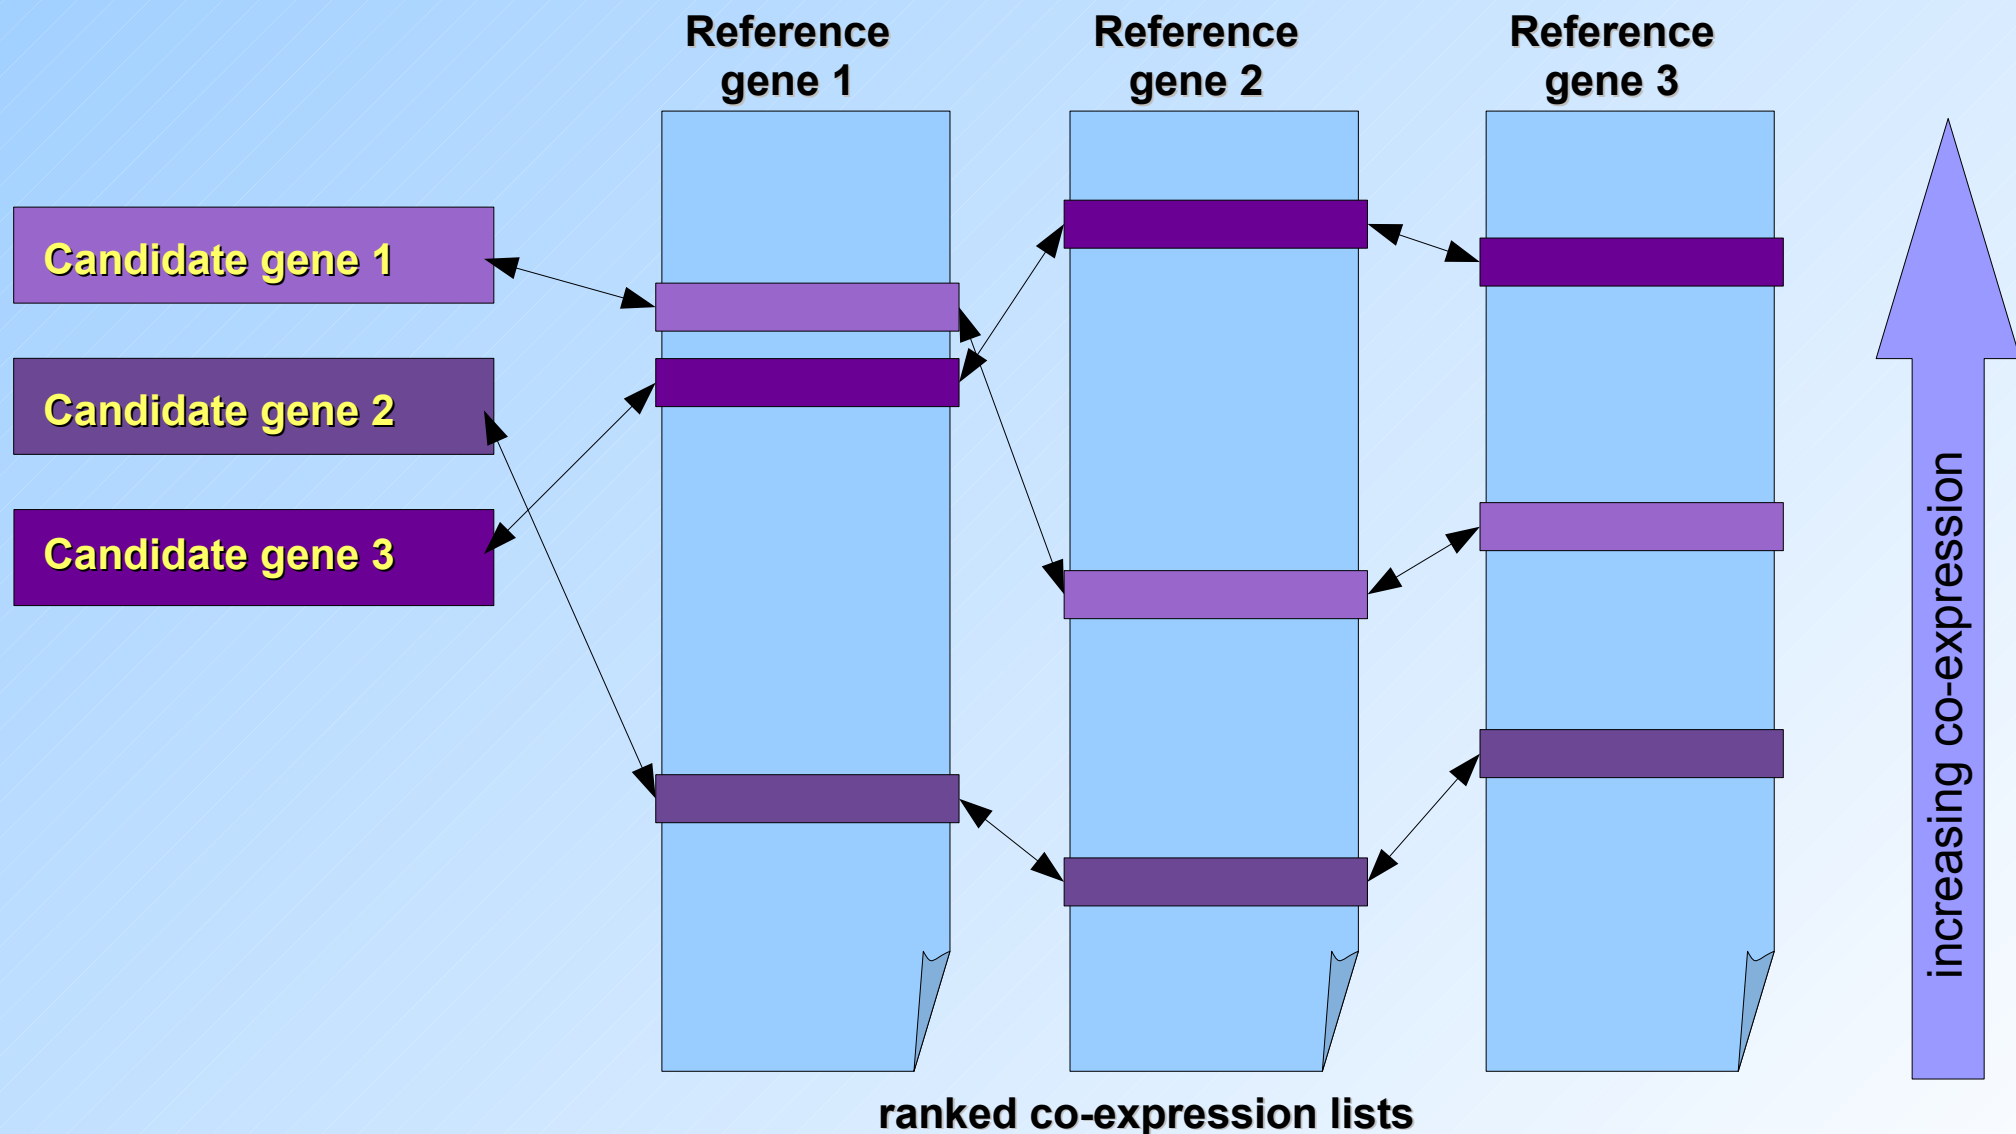 Reference
gene 1
Reference
gene 2
Reference
gene 3
Candidate gene 1
Candidate gene 2
Candidate gene 3
increasing co-expression
ranked co-expression lists